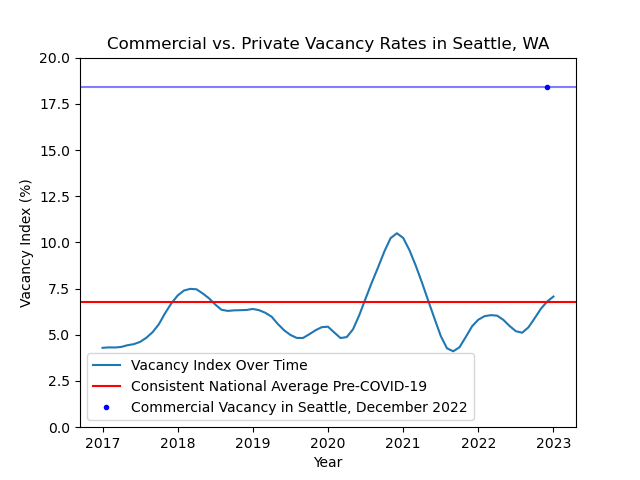 Commercial vs. Private Vacancy Rates in Seattle, WA
20.0
17.5
15.0
12.5
10.0
7.5
5.0
2.5
0.0
Vacancy Index (%)
Vacancy Index Over Time
Consistent National Average Pre-COVID-19
Commercial Vacancy in Seattle, December 2022
2017 2018 2019 2020 2021 2022 2023
Year